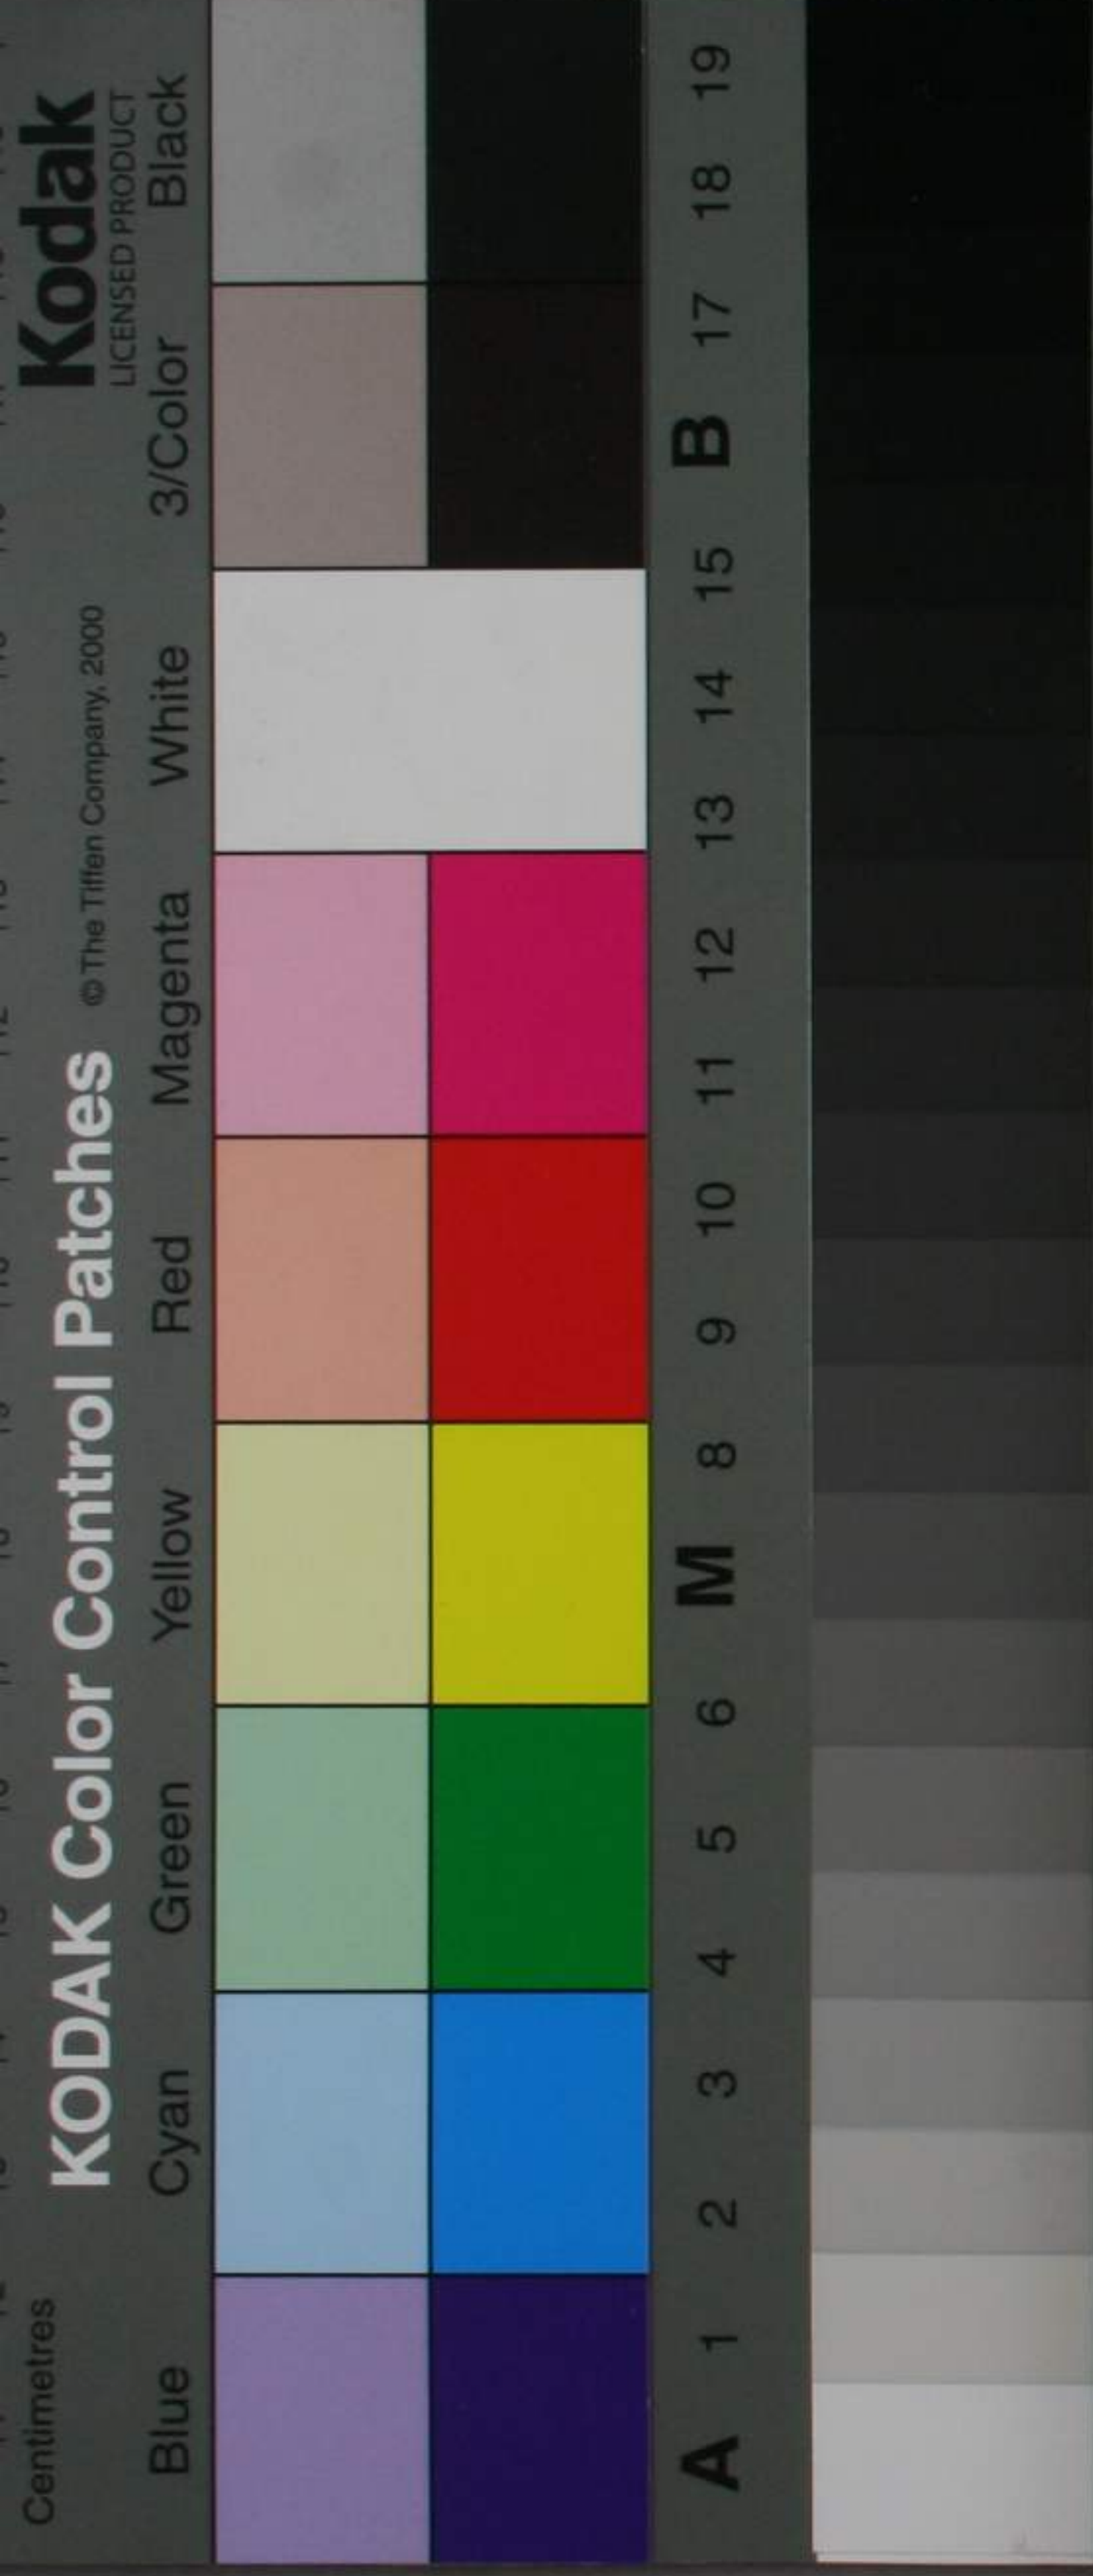 Centimetres
KODAK Color Control Patches © The Tiffen Company, 2000
Kodak
LICENSED PRODUCT
Blue Cyan Green Yellow Red Magenta White 3/Color Black
A 1 2 3 4 5 6 M 8 9 10 11 12 13 14 15 B 17 18 19